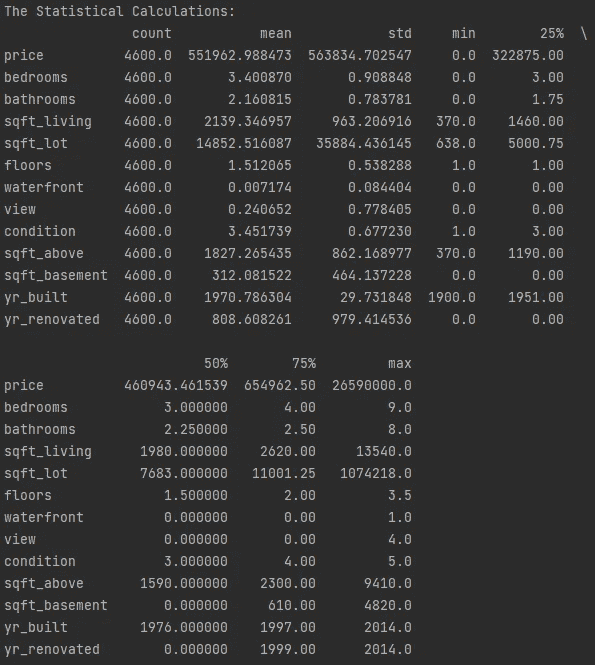 The Statistical Calculations:
count mean std min 25% \
price 4600.0 551962.988473 563834.702547 0.0 322875.00
bedrooms 4600.0 3.400870 0.908848 0.0 3.00
bathrooms 4600.0 2.160815 0.783781 0.0 1.75
sqft_living 4600.0 2139.346957 963.206916 370.0 1460.00
sqft_lot 4600.0 14852.516087 35884.436145 638.0 5000.75
floors 4600.0 1.512065 0.538288 1.0 1.00
waterfront 4600.0 0.007174 0.084404 0.0 0.00
view 4600.0 0.240652 0.778405 0.0 0.00
condition 4600.0 3.451739 0.677230 1.0 3.00
sqft_above 4600.0 1827.265435 862.168977 370.0 1190.00
sqft_basement 4600.0 312.081522 464.137228 0.0 0.00
yr_built 4600.0 1970.786304 29.731848 1900.0 1951.00
yr_renovated 4600.0 808.608261 979.414536 0.0 0.00
50% 75% max
price 460943.461539 654962.50 26590000.0
bedrooms 3.000000 4.00 9.0
bathrooms 2.250000 2.50 8.0
sqft_living 1980.000000 2620.00 13540.0
sqft_lot 7683.000000 11001.25 1074218.0
floors 1.500000 2.00 3.5
waterfront 0.000000 0.00 1.0
view 0.000000 0.00 4.0
condition 3.000000 4.00 5.0
sqft_above 1590.000000 2300.00 9410.0
sqft_basement 0.000000 610.00 4820.0
yr_built 1976.000000 1997.00 2014.0
yr_renovated 0.000000 1999.00 2014.0